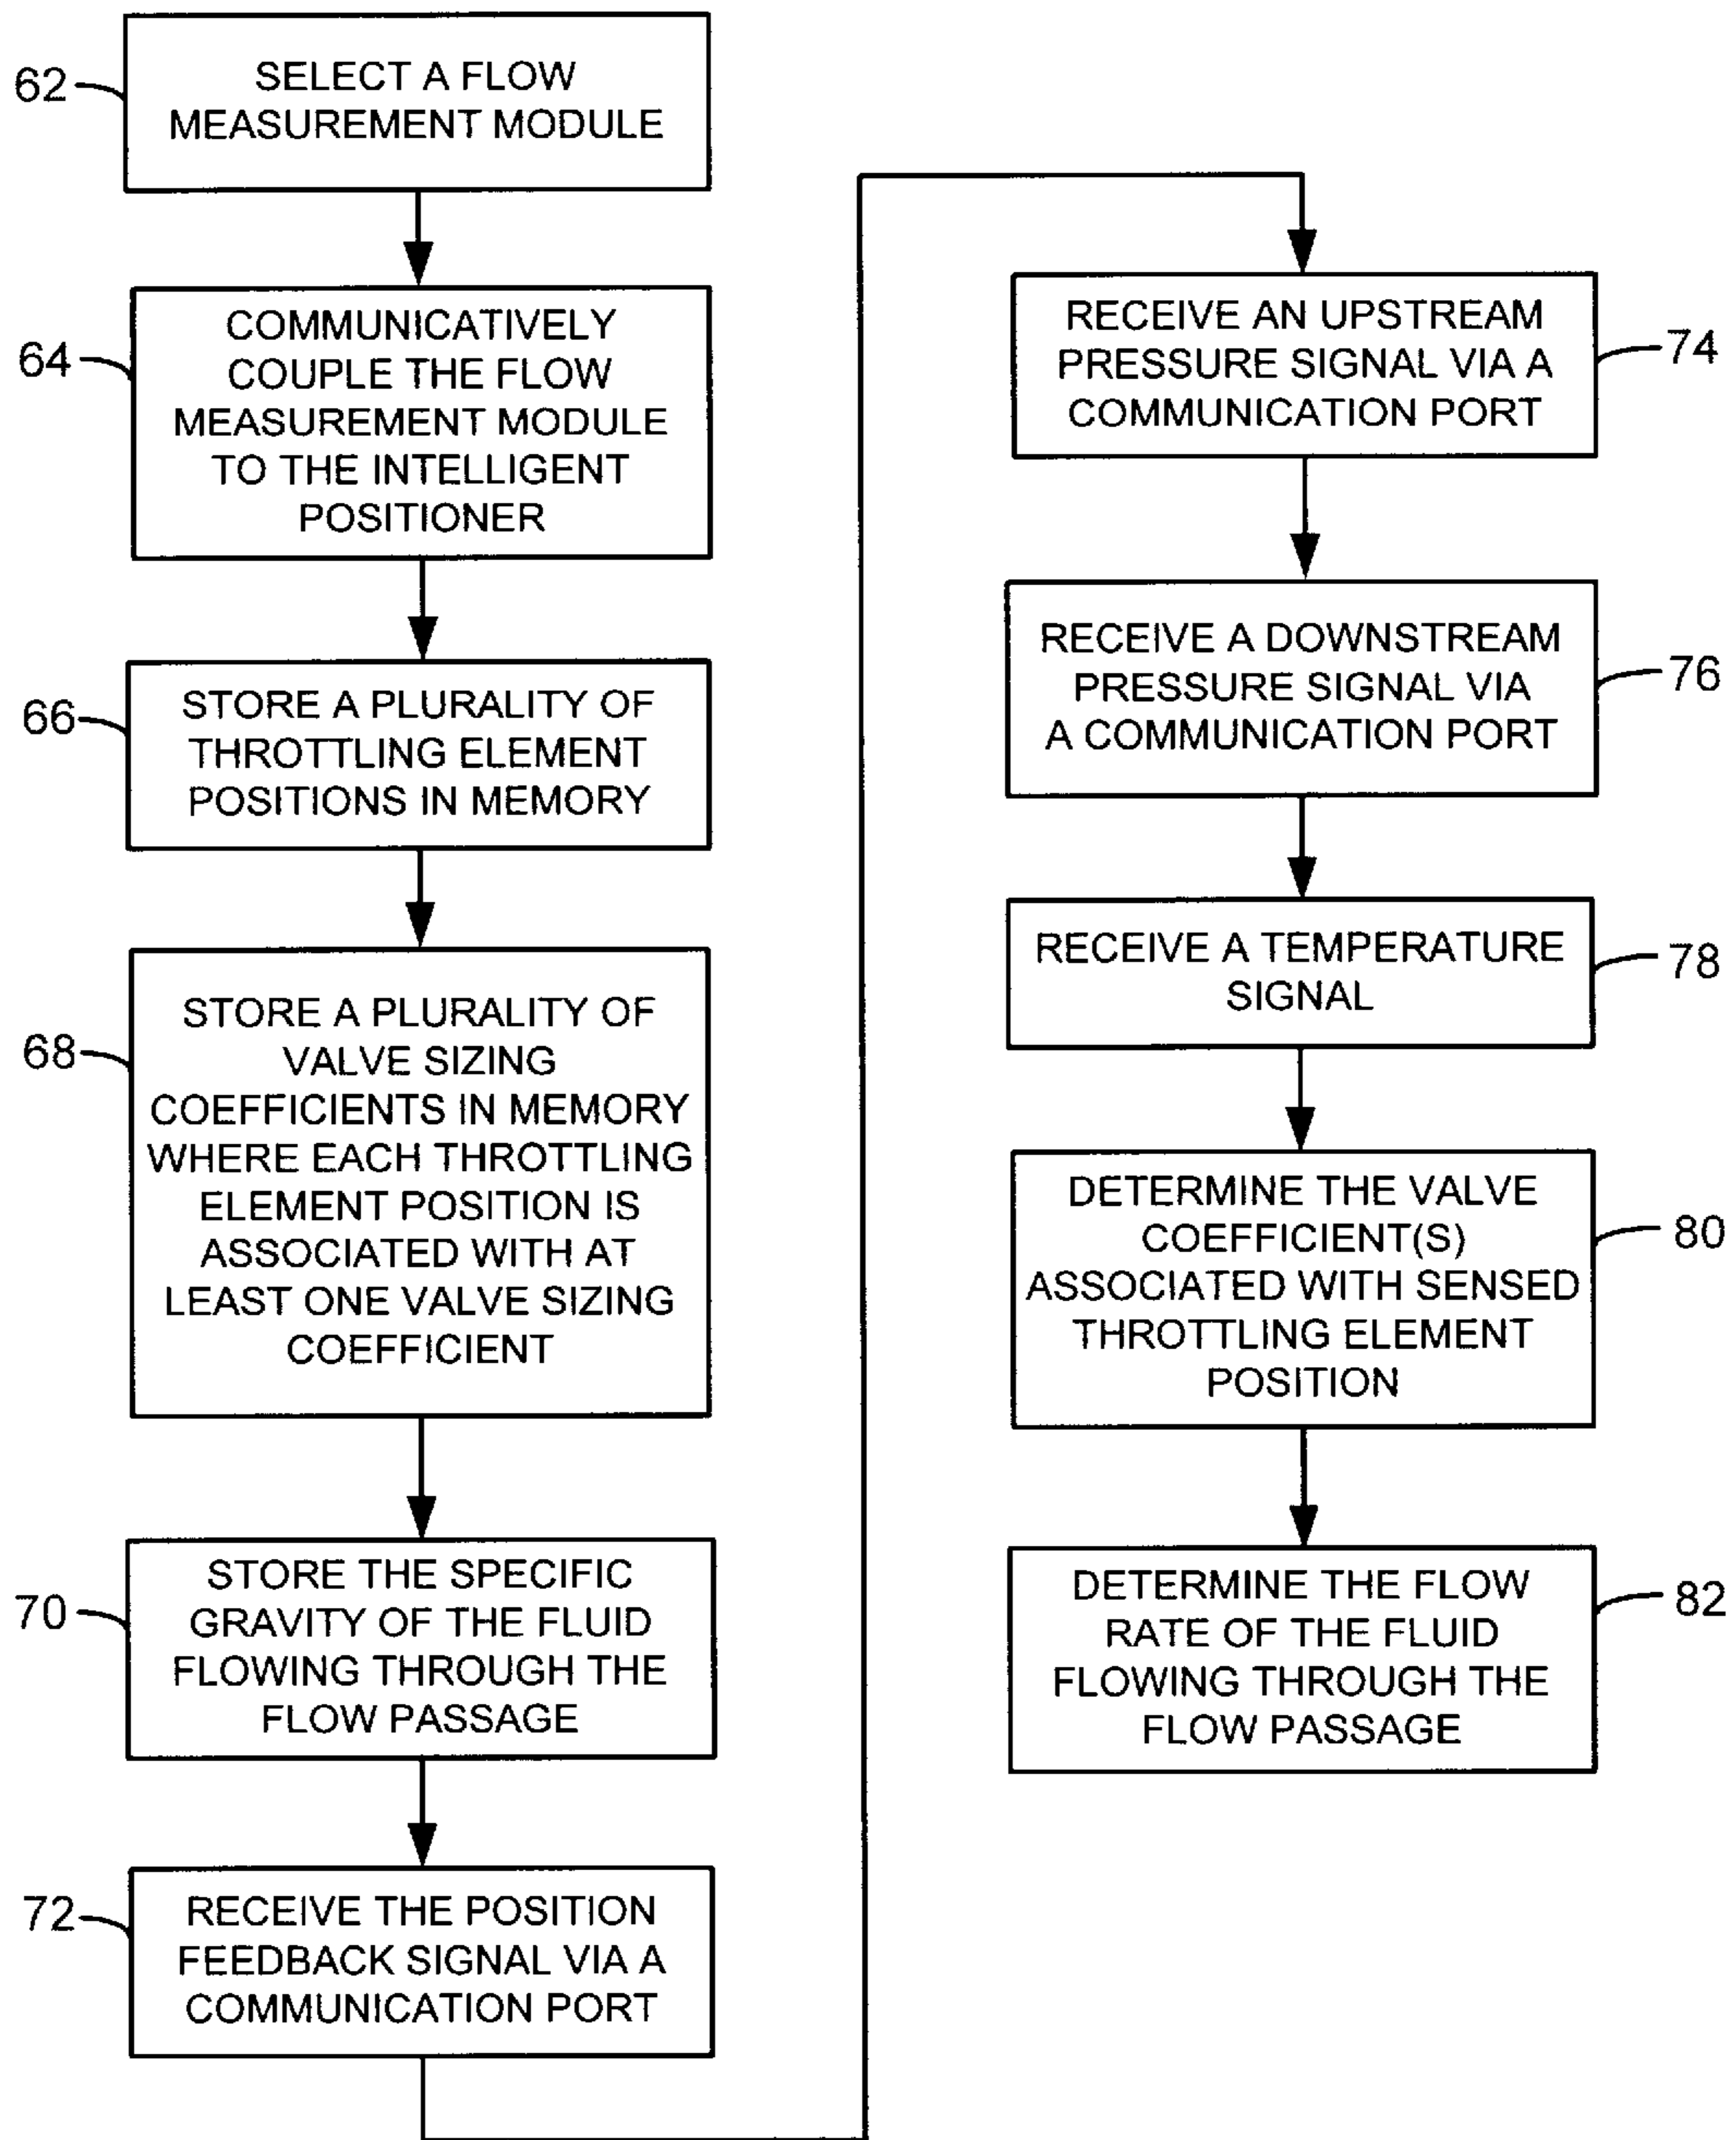 62
SELECT A FLOW
MEASUREMENT MODULE
64
COMMUNICATIVELY
COUPLE THE FLOW
MEASUREMENT MODULE
TO THE INTELLIGENT
POSITIONER
66
STORE A PLURALITY OF
THROTTLING ELEMENT
POSITIONS IN MEMORY
68
STORE A PLURALITY OF
VALVE SIZING
COEFFICIENTS IN MEMORY
WHERE EACH THROTTLING
ELEMENT POSITION IS
ASSOCIATED WITH AT
LEAST ONE VALVE SIZING
COEFFICIENT
70
STORE THE SPECIFIC
GRAVITY OF THE FLUID
FLOWING THROUGH THE
FLOW PASSAGE
72
RECEIVE THE POSITION
FEEDBACK SIGNAL VIA A
COMMUNICATION PORT
RECEIVE AN UPSTREAM
PRESSURE SIGNAL VIA A
COMMUNICATION PORT
74
RECEIVE A DOWNSTREAM
PRESSURE SIGNAL VIA
A COMMUNICATION PORT
76
RECEIVE A TEMPERATURE
SIGNAL
78
DETERMINE THE VALVE
COEFFICIENT(S)
ASSOCIATED WITH SENSED
THROTTLING ELEMENT
POSITION
80
DETERMINE THE FLOW
RATE OF THE FLUID
FLOWING THROUGH THE
FLOW PASSAGE
82